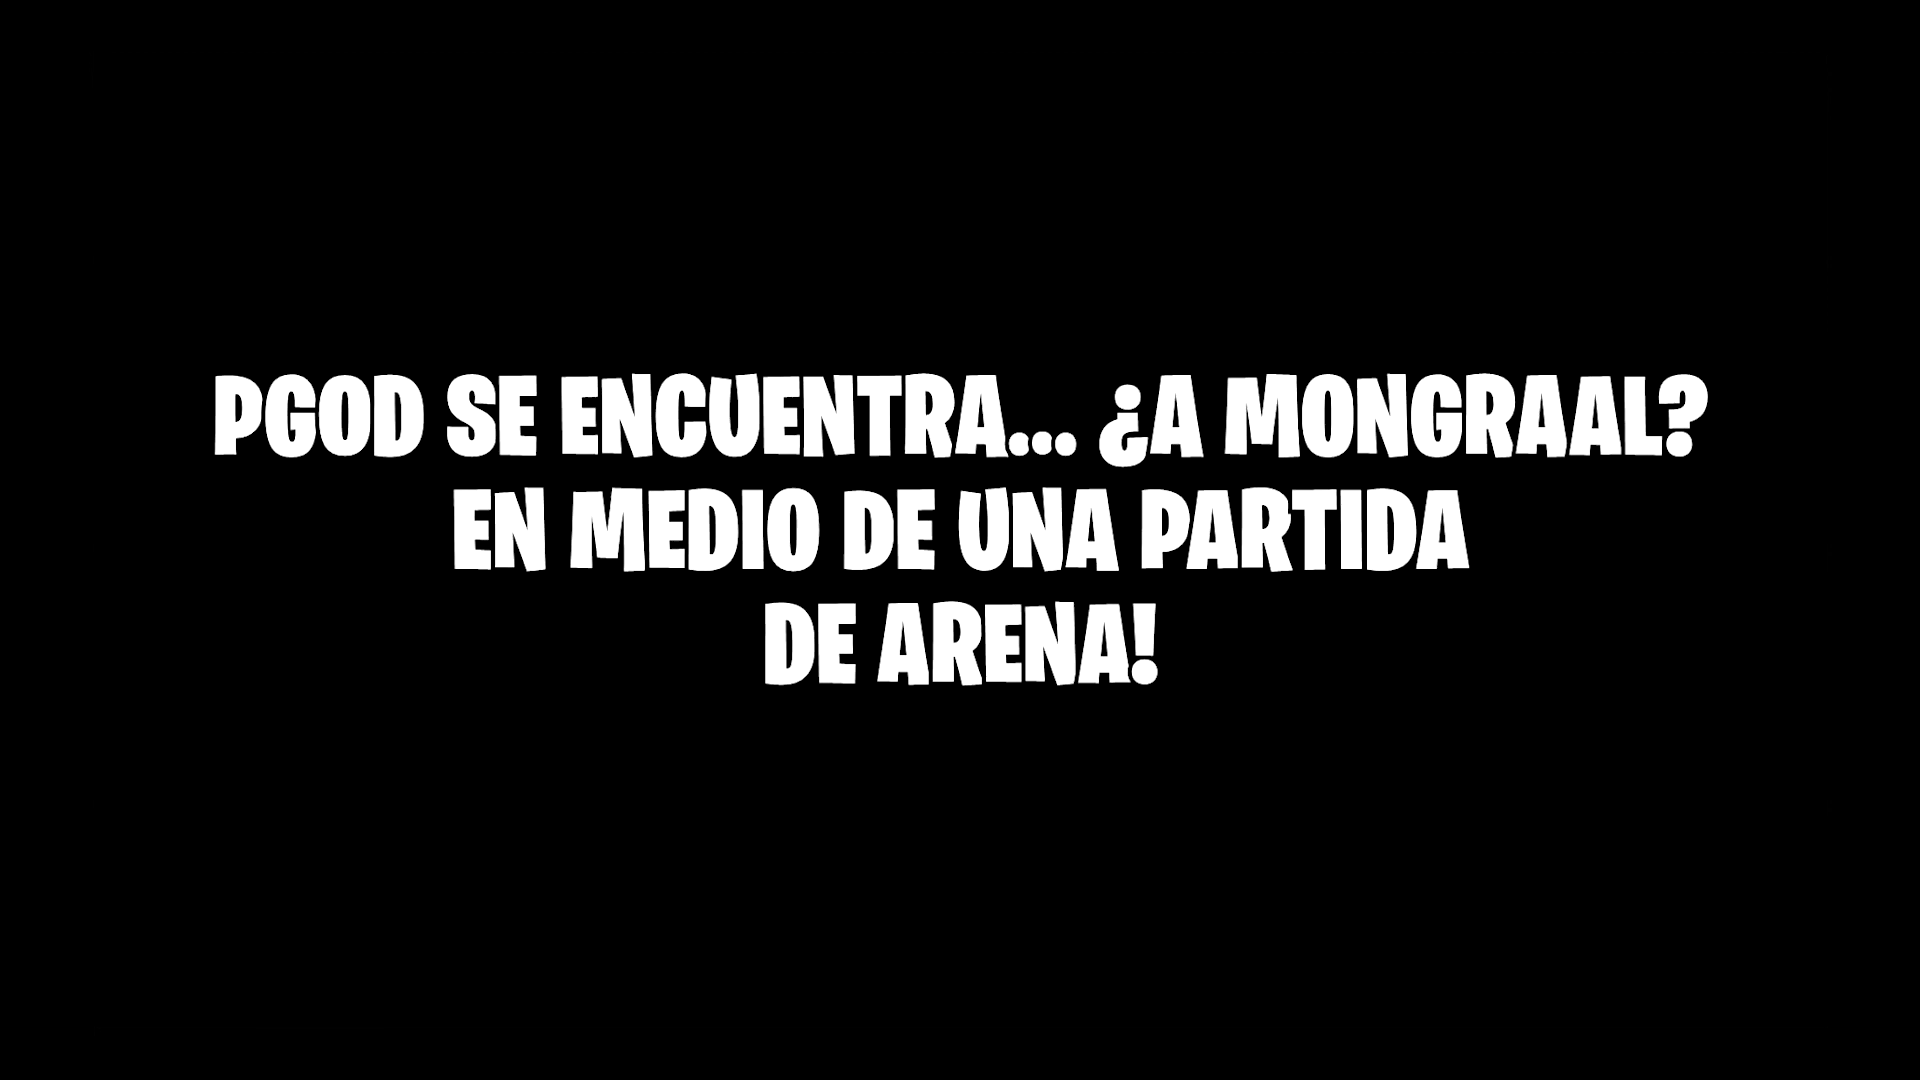 PGOD SE ENCUENTRA... ¿A MONGRAAL?
EN MEDIO DE UNA PARTIDA
DE ARENA!